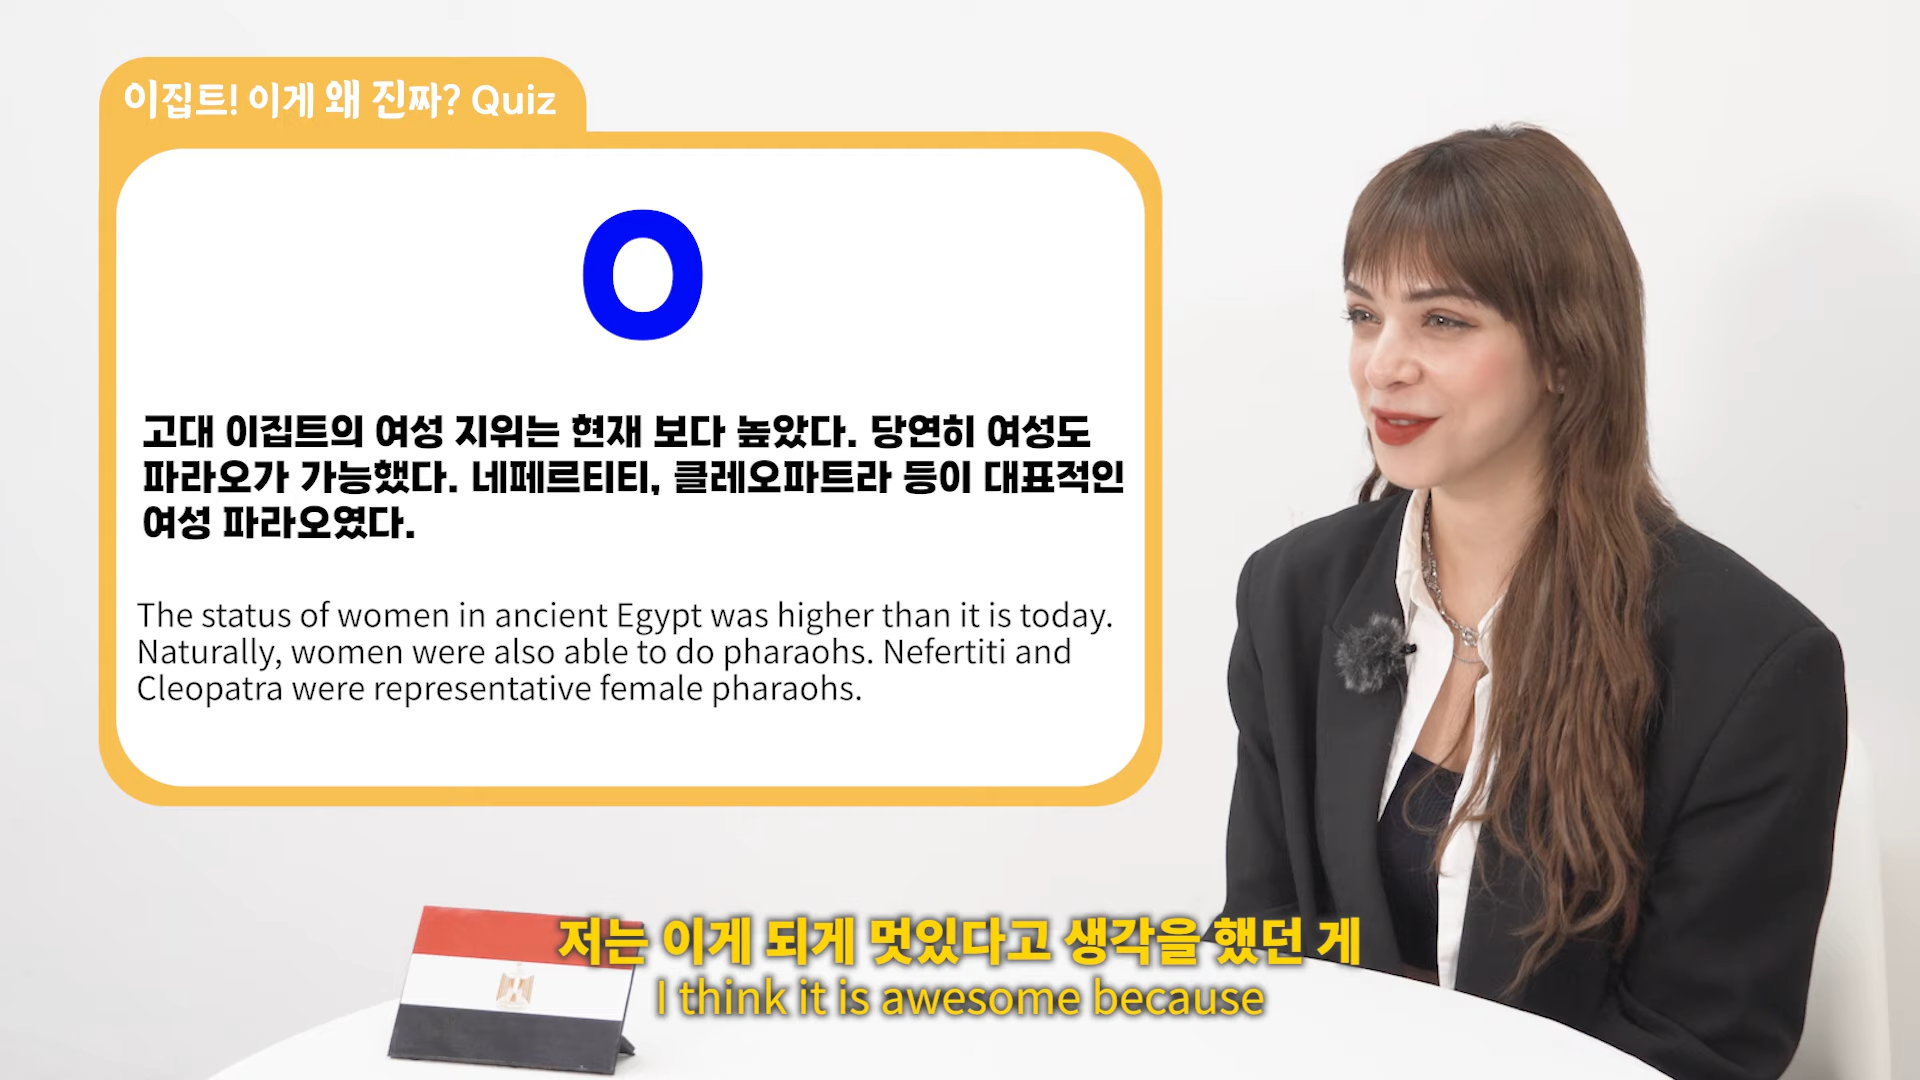 이집트! 이게 왜 진짜? Quiz
O
고대 이집트의 여성 지위는 현재 보다 높았다. 당연히 여성도
파라오가 가능했다. 네페르티티, 클레오파트라 등이 대표적인
여성 파라오였다.
The status of women in ancient Egypt was higher than it is today.
Naturally, women were also able to do pharaohs. Nefertiti and
Cleopatra were representative female pharaohs.
저는 이게 되게 멋있다고 생각을 했던 게
I think it is awesome because